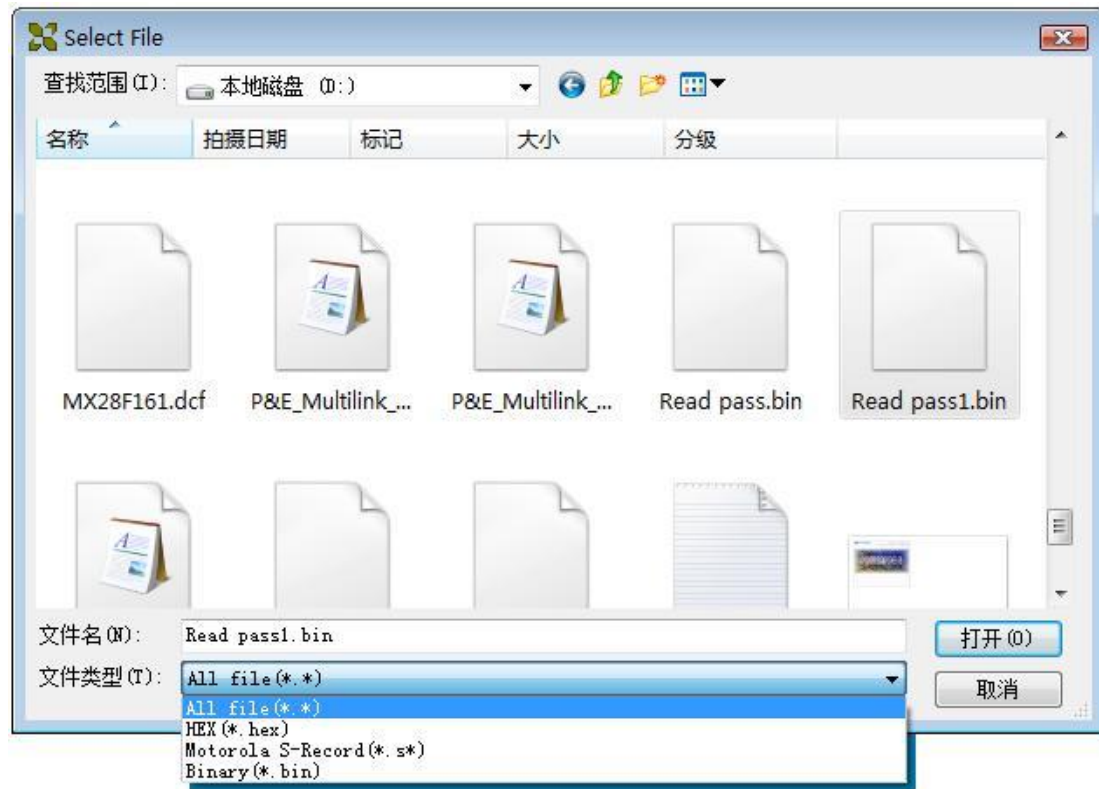 Select File
查找范围(I): 本地磁盘 (D:)
名称 拍摄日期 标记 大小 分级
MX28F161.dcf P&E_Multilink_... P&E_Multilink_... Read pass.bin Read pass1.bin
文件名(N): Read pass1.bin 打开(O)
文件类型(T): All file(*.*) 取消
All file(*.*)
HEX(*.hex)
Motorola S-Record(*.s*)
Binary(*.bin)